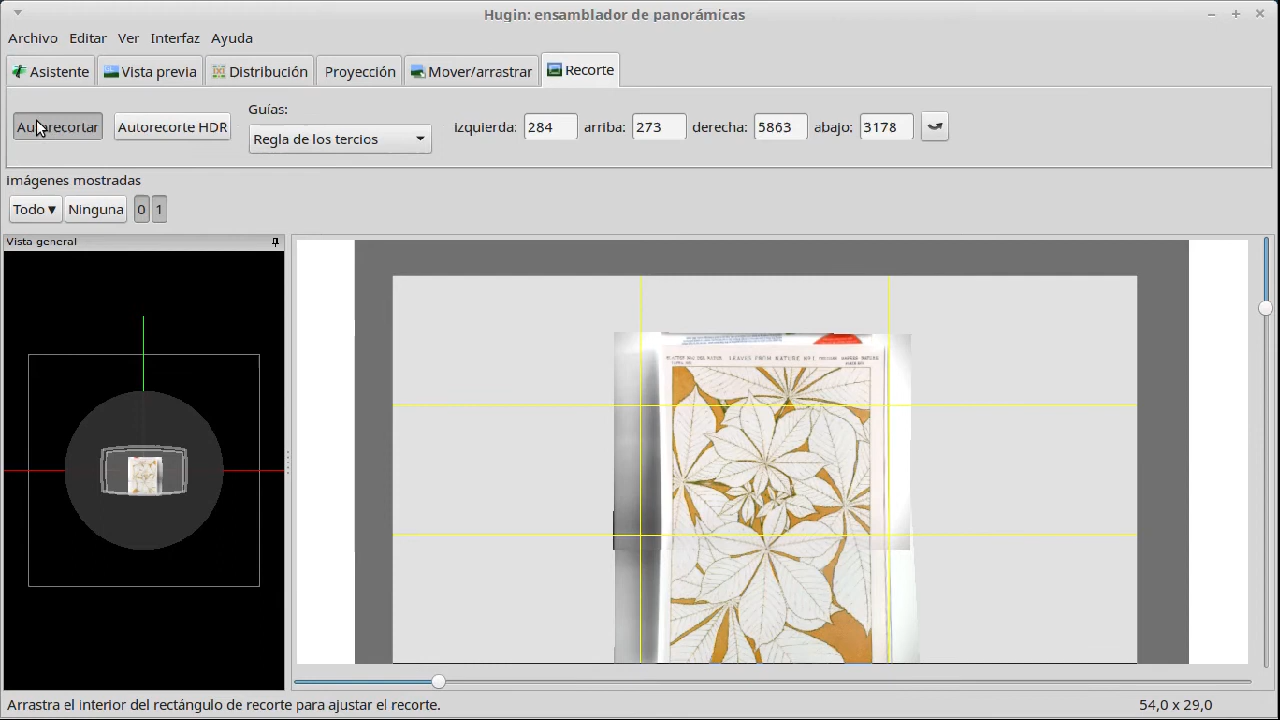 Hugin: ensamblador de panorámicas
Archivo Editar Ver Interfaz Ayuda
Asistente Vista previa Distribución Proyección Mover/arrastrar Recorte
Guías:
Autorecortar Autorecorte HDR Regla de los tercios Izquierda: 284 arriba: 273 derecha: 5863 abajo: 3178
Imágenes mostradas
Todo ▾ Ninguna 0 1
Vista general
LEAVES FROM NATURE Nº1
Arrastra el interior del rectángulo de recorte para ajustar el recorte. 54,0 x 29,0